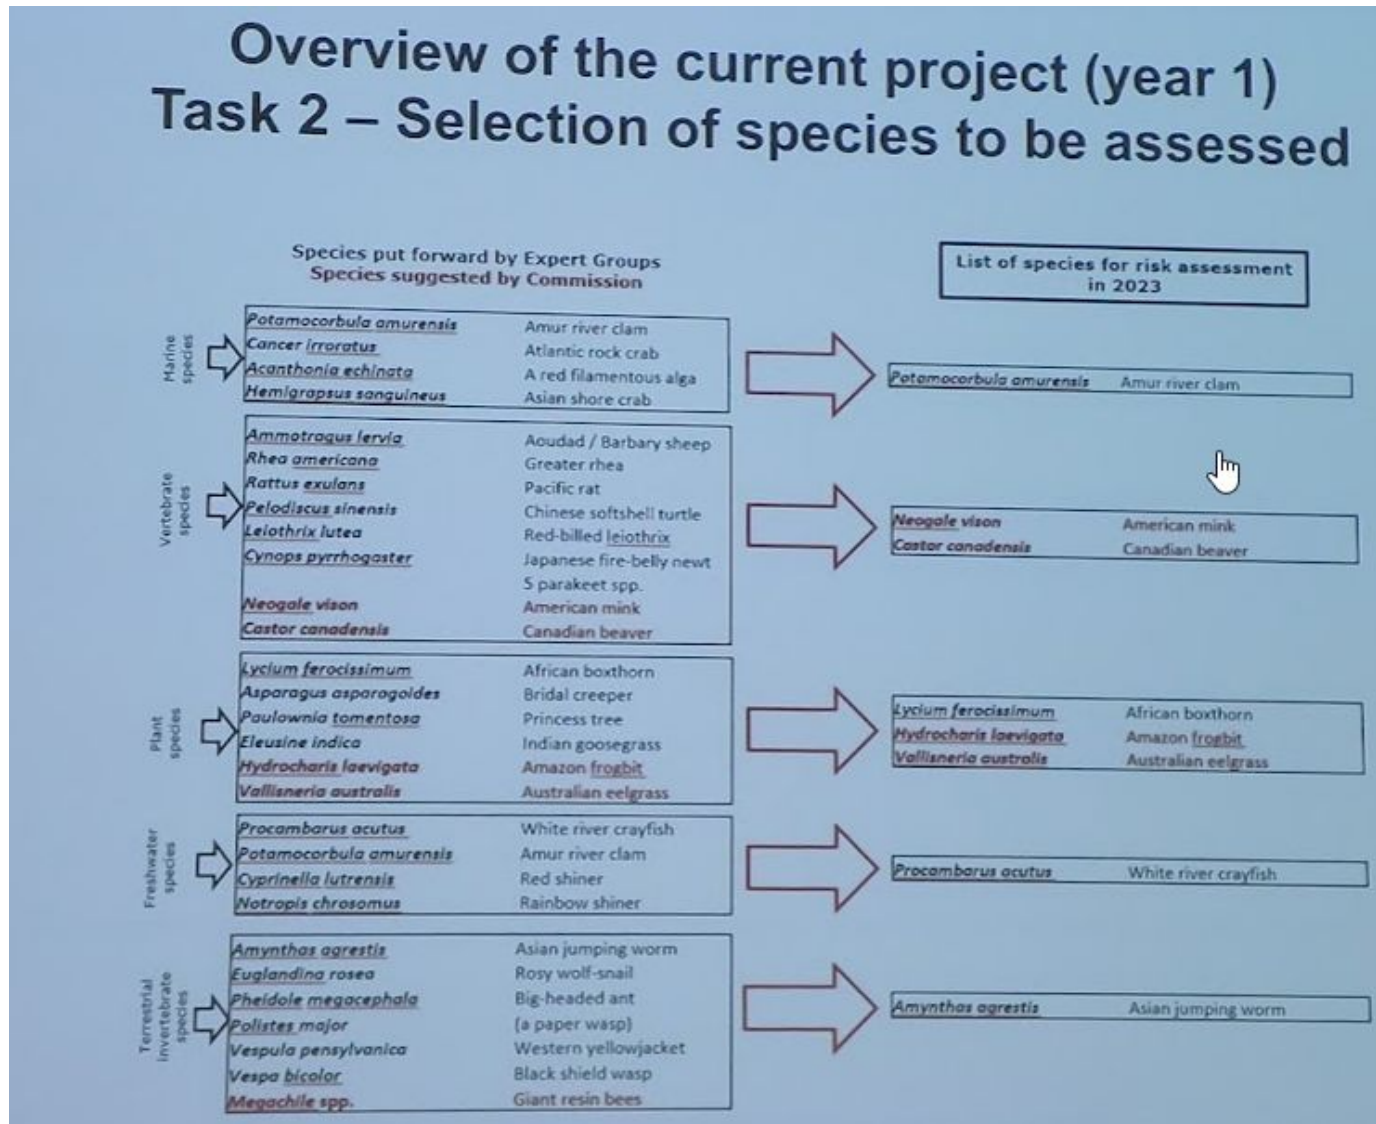 Overview of the current project (year 1)
Task 2 – Selection of species to be assessed
Species put forward by Expert Groups
Species suggested by Commission
List of species for risk assessment
in 2023
Marine
species
Potamocorbula amurensis Amur river clam
Cancer irroratus Atlantic rock crab
Acanthonia echinata A red filamentous alga
Hemigrapsus sanguineus Asian shore crab
Potamocorbula amurensis Amur river clam
Vertebrate
species
Ammotragus lervia Aoudad / Barbary sheep
Rhea americana Greater rhea
Rattus exulans Pacific rat
Pelodiscus sinensis Chinese softshell turtle
Leiothrix lutea Red-billed leiothrix
Cynops pyrrhogaster Japanese fire-belly newt
5 parakeet spp.
Neogale vison American mink
Castor canadensis Canadian beaver
Neogale vison American mink
Castor canadensis Canadian beaver
Plant
species
Lycium ferocissimum African boxthorn
Asparagus asparagoides Bridal creeper
Paulownia tomentosa Princess tree
Eleusine indica Indian goosegrass
Hydrocharis laevigata Amazon frogbit
Vallisneria australis Australian eelgrass
Lycium ferocissimum African boxthorn
Hydrocharis laevigata Amazon frogbit
Vallisneria australis Australian eelgrass
Freshwater
species
Procambarus acutus White river crayfish
Potamocorbula amurensis Amur river clam
Cyprinella lutrensis Red shiner
Notropis chrosomus Rainbow shiner
Procambarus acutus White river crayfish
Terrestrial
invertebrate
species
Amynthas agrestis Asian jumping worm
Euglandina rosea Rosy wolf-snail
Pheidole megacephala Big-headed ant
Polistes major (a paper wasp)
Vespula pensylvanica Western yellowjacket
Vespa bicolor Black shield wasp
Megachile spp. Giant resin bees
Amynthas agrestis Asian jumping worm